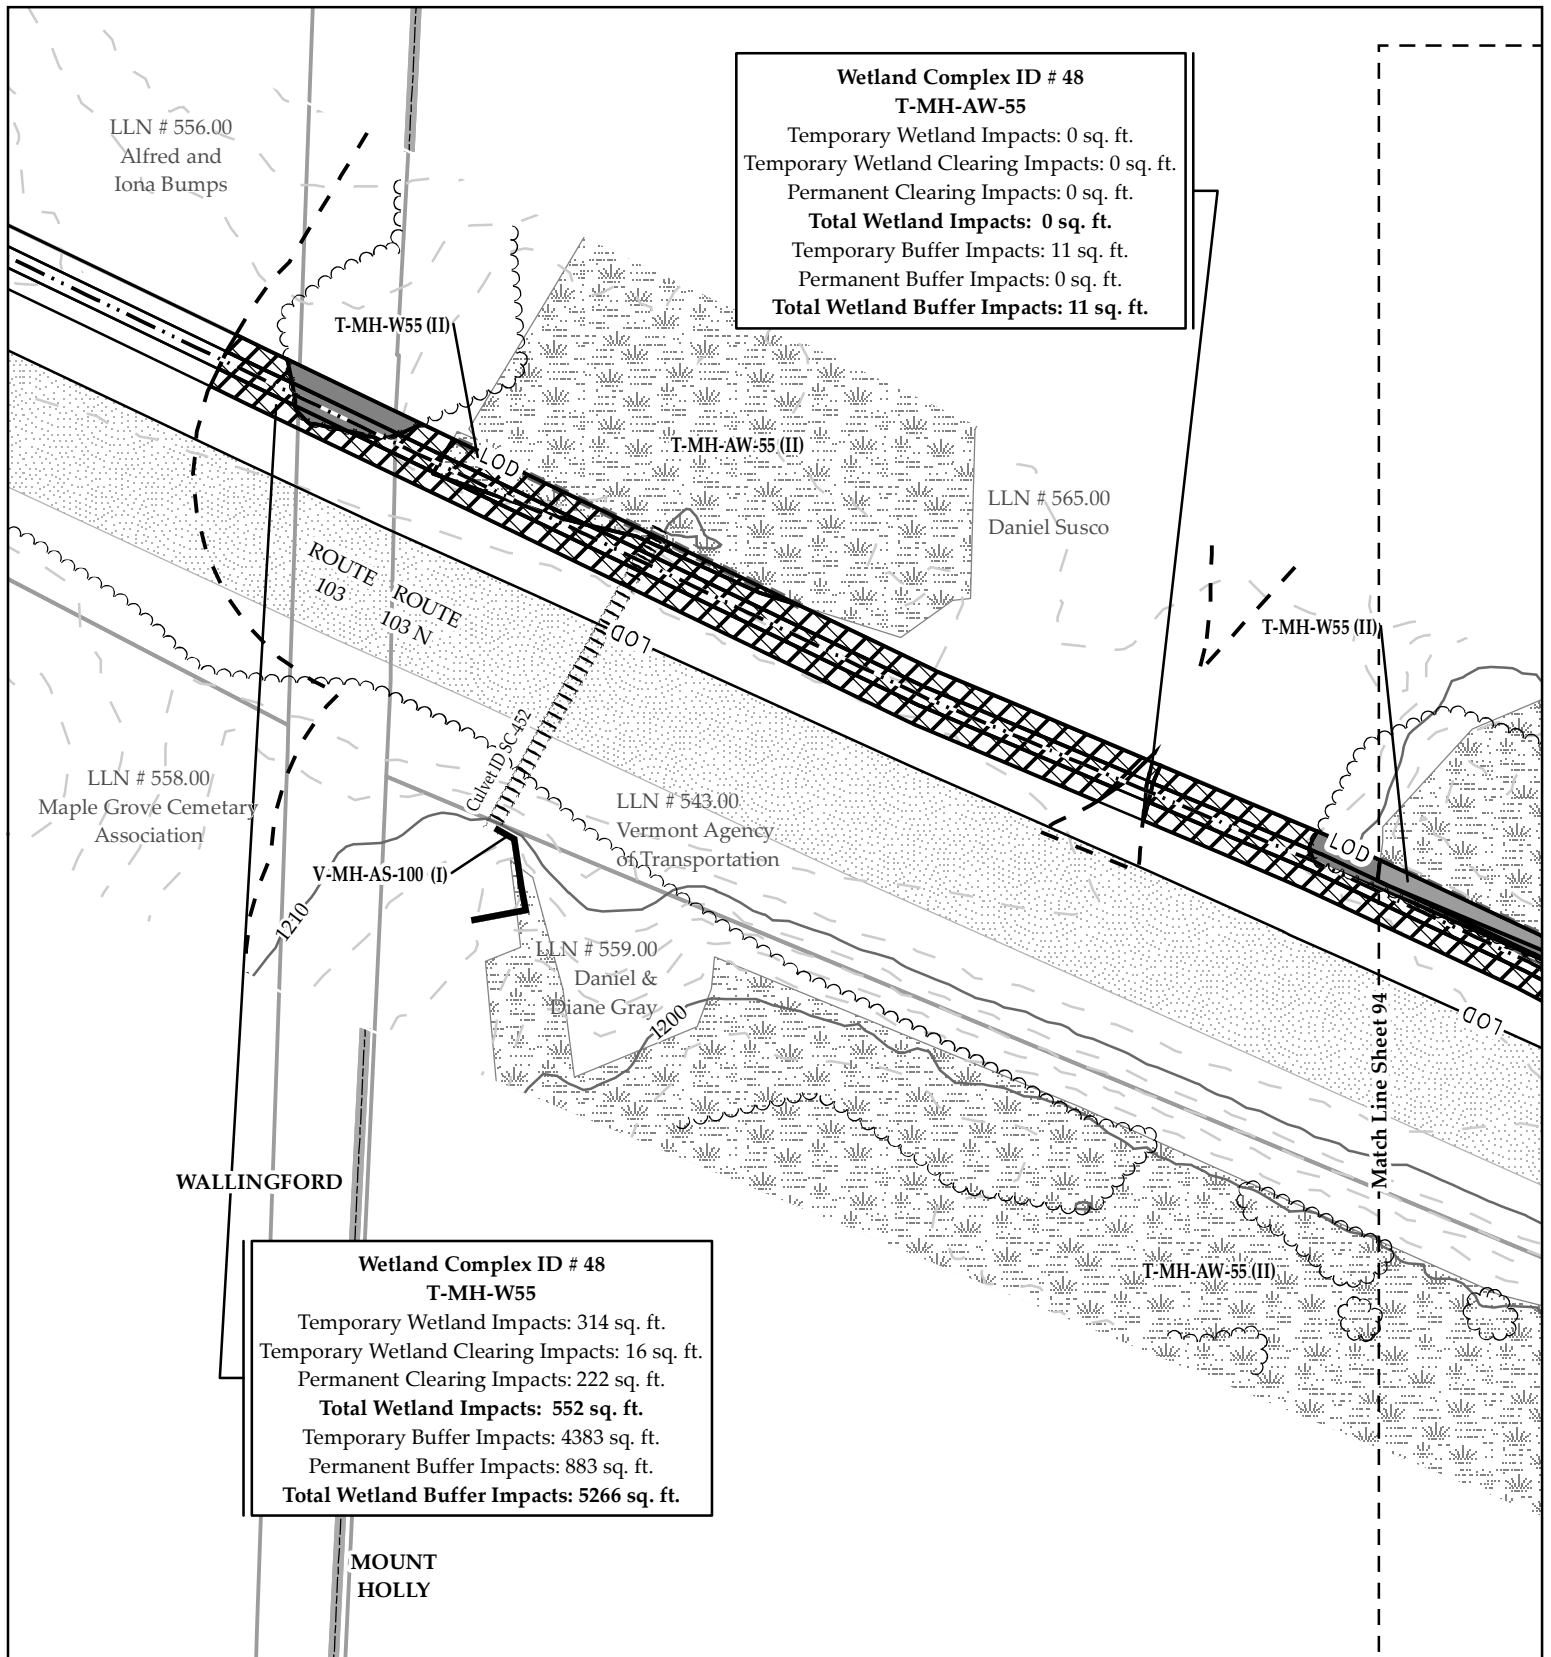 Wetland Complex ID # 48
T-MH-AW-55
Temporary Wetland Impacts: 0 sq. ft.
Temporary Wetland Clearing Impacts: 0 sq. ft.
Permanent Clearing Impacts: 0 sq. ft.
Total Wetland Impacts: 0 sq. ft.
Temporary Buffer Impacts: 11 sq. ft.
Permanent Buffer Impacts: 0 sq. ft.
Total Wetland Buffer Impacts: 11 sq. ft.
LLN # 556.00
Alfred and
Iona Bumps
T-MH-W55 (II)
T-MH-AW-55 (II)
LOD
LLN # 565.00
Daniel Susco
ROUTE
103
ROUTE
103 N
LOD
T-MH-W55 (II)
Culvet ID SC-452
LLN # 558.00
Maple Grove Cemetary
Association
LLN # 543.00
Vermont Agency
of Transportation
LOD
V-MH-AS-100 (I)
1210
LLN # 559.00
Daniel &
Diane Gray
1200
LOD
Match Line Sheet 94
WALLINGFORD
T-MH-AW-55 (II)
Wetland Complex ID # 48
T-MH-W55
Temporary Wetland Impacts: 314 sq. ft.
Temporary Wetland Clearing Impacts: 16 sq. ft.
Permanent Clearing Impacts: 222 sq. ft.
Total Wetland Impacts: 552 sq. ft.
Temporary Buffer Impacts: 4383 sq. ft.
Permanent Buffer Impacts: 883 sq. ft.
Total Wetland Buffer Impacts: 5266 sq. ft.
MOUNT
HOLLY